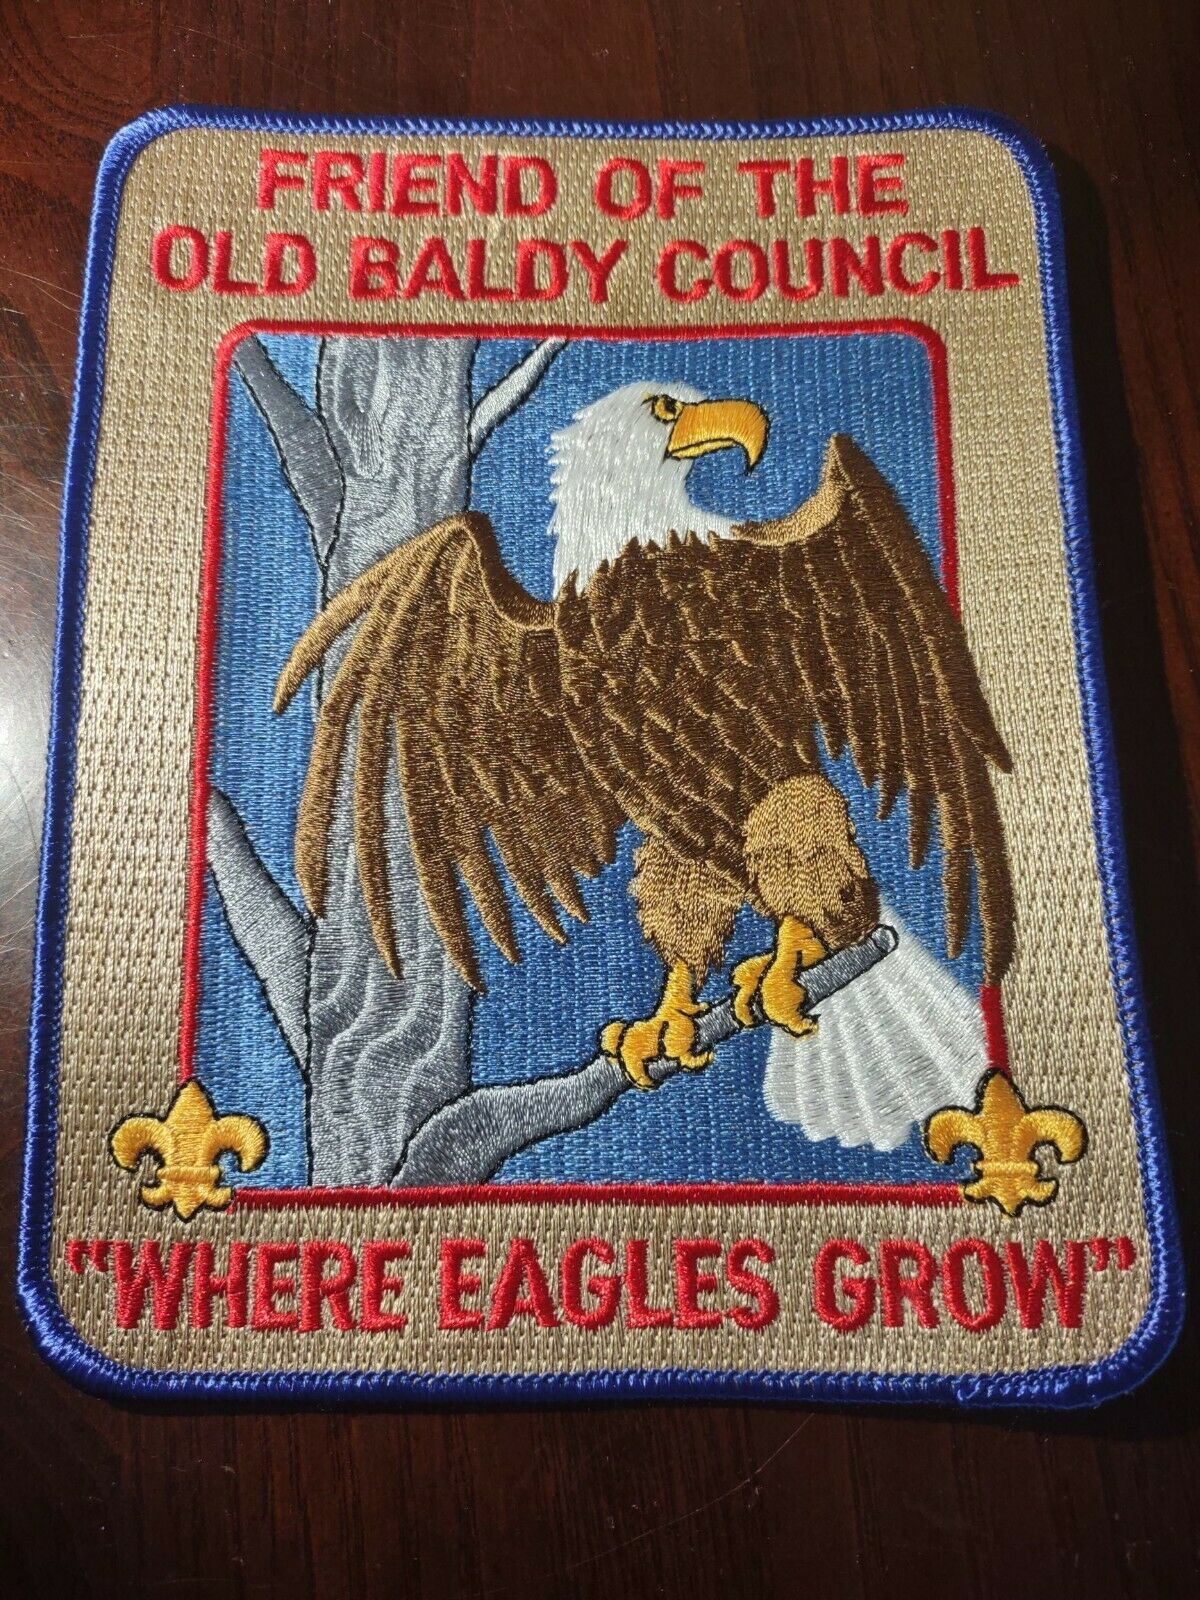 FRIEND OF THE
OLD BALDY COUNCIL
"WHERE EAGLES GROW"